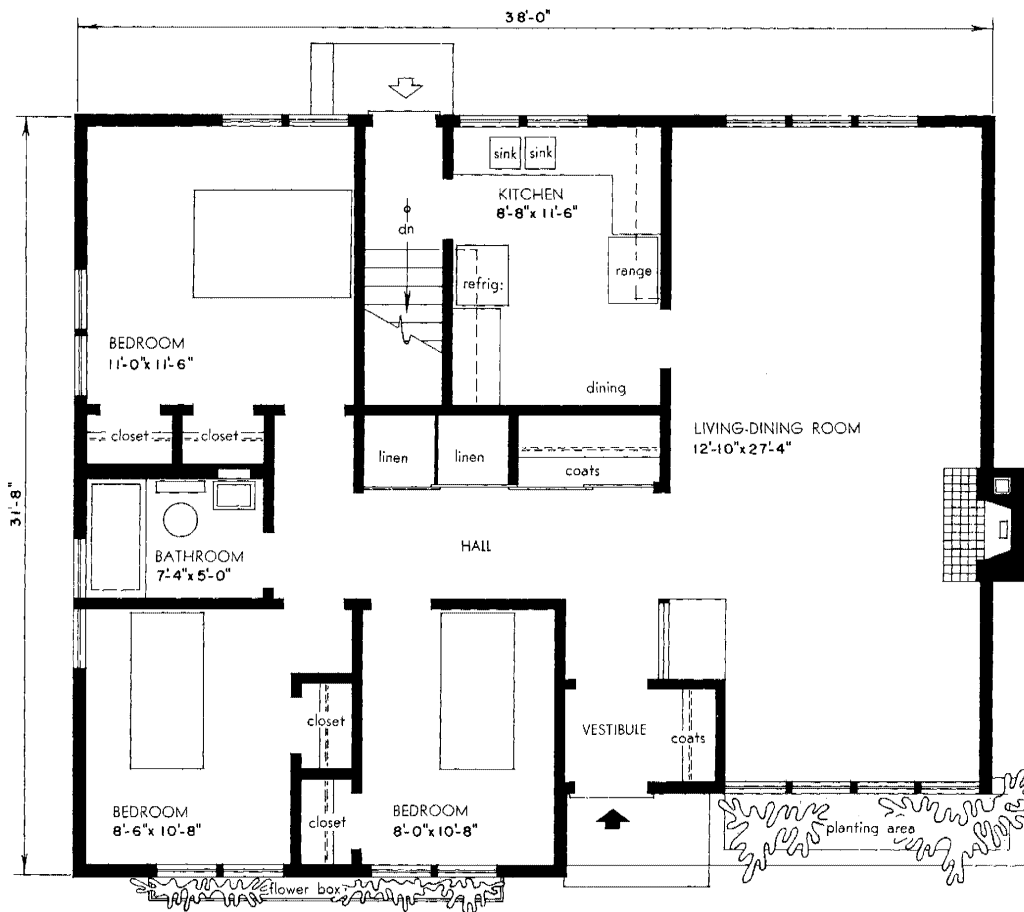 38'-0"
sink sink
KITCHEN
8'-8" x 11'-6"
dn
refrig:
range
31'-8"
BEDROOM
11'-0" x 11'-6"
dining
closet closet
linen linen
coats
LIVING-DINING ROOM
12'-10" x 27'-4"
HALL
BATHROOM
7'-4" x 5'-0"
closet
VESTIBULE
coats
BEDROOM
8'-6" x 10'-8"
closet
BEDROOM
8'-0" x 10'-8"
planting area
flower box